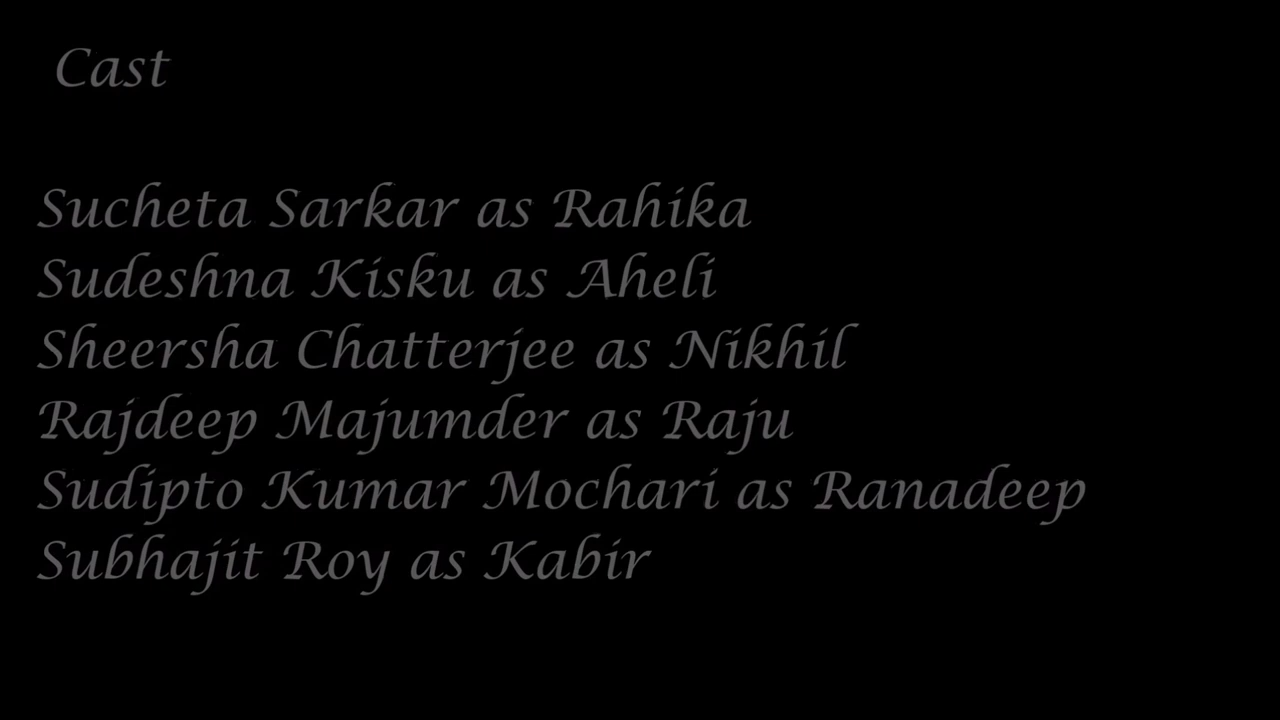 Cast
Sucheta Sarkar as Rahika
Sudeshna Kisku as Aheli
Sheersha Chatterjee as Nikhil
Rajdeep Majumder as Raju
Sudipto Kumar Mochari as Ranadeep
Subhajit Roy as Kabir